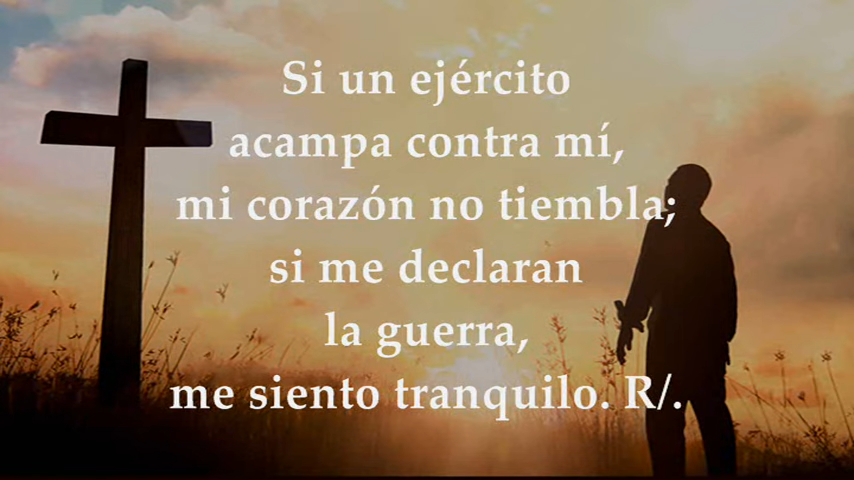 Si un ejército
acampa contra mí,
mi corazón no tiembla;
si me declaran
la guerra,
me siento tranquilo. R/.